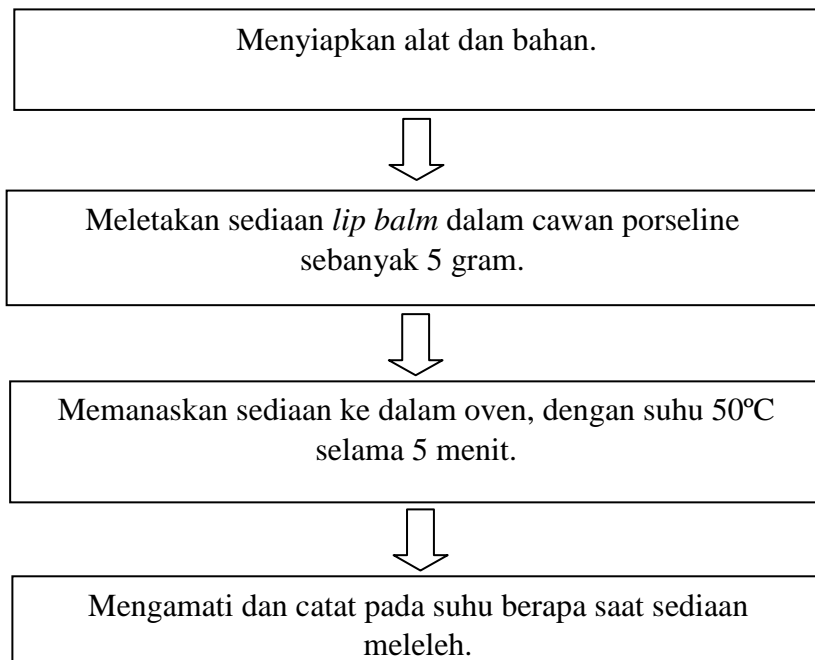 Menyiapkan alat dan bahan.
Meletakan sediaan lip balm dalam cawan porseline
sebanyak 5 gram.
Memanaskan sediaan ke dalam oven, dengan suhu 50ºC
selama 5 menit.
Mengamati dan catat pada suhu berapa saat sediaan
meleleh.